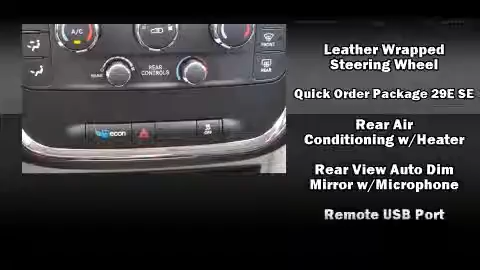 A/C
FRONT
REAR
REAR
REAR
CONTROLS
econ
Leather Wrapped
Steering Wheel
Quick Order Package 29E SE
Rear Air
Conditioning w/Heater
Rear View Auto Dim
Mirror w/Microphone
Remote USB Port